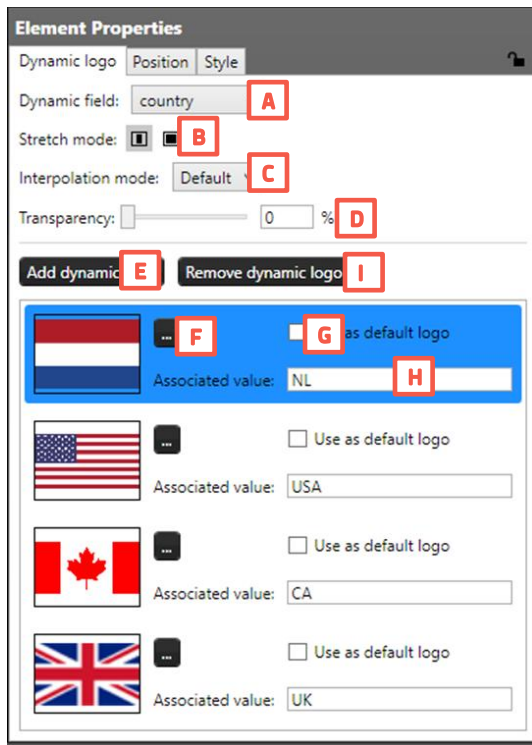 Element Properties
Dynamic logo Position Style
Dynamic field: country A
Stretch mode: B
Interpolation mode: Default C
Transparency: 0 % D
Add dynamic E Remove dynamic logo I
... F G as default logo
Associated value: NL H
... Use as default logo
Associated value: USA
... Use as default logo
Associated value: CA
... Use as default logo
Associated value: UK